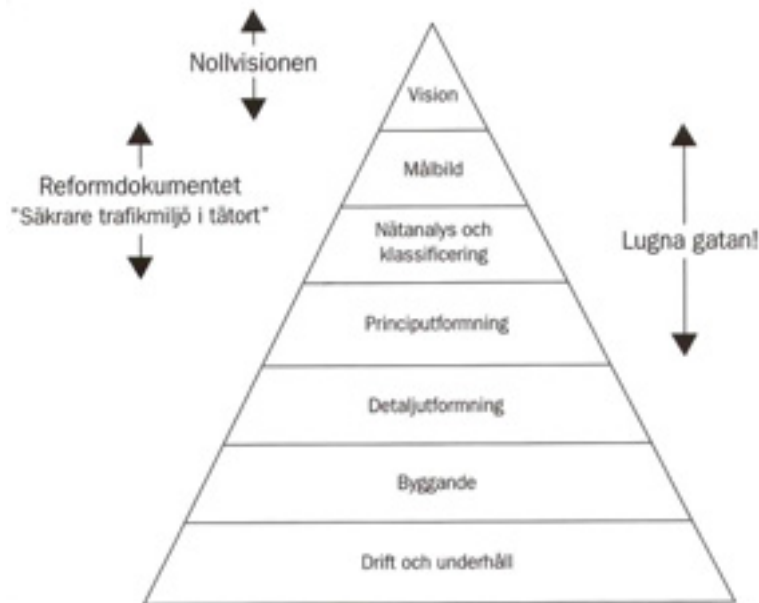 Nollvisionen
Reformdokumentet
"Säkrare trafikmiljö i tätort"
Vision
Målbild
Nätanalys och
klassificering
Principutformning
Detaljutformning
Byggande
Drift och underhåll
Lugna gatan!